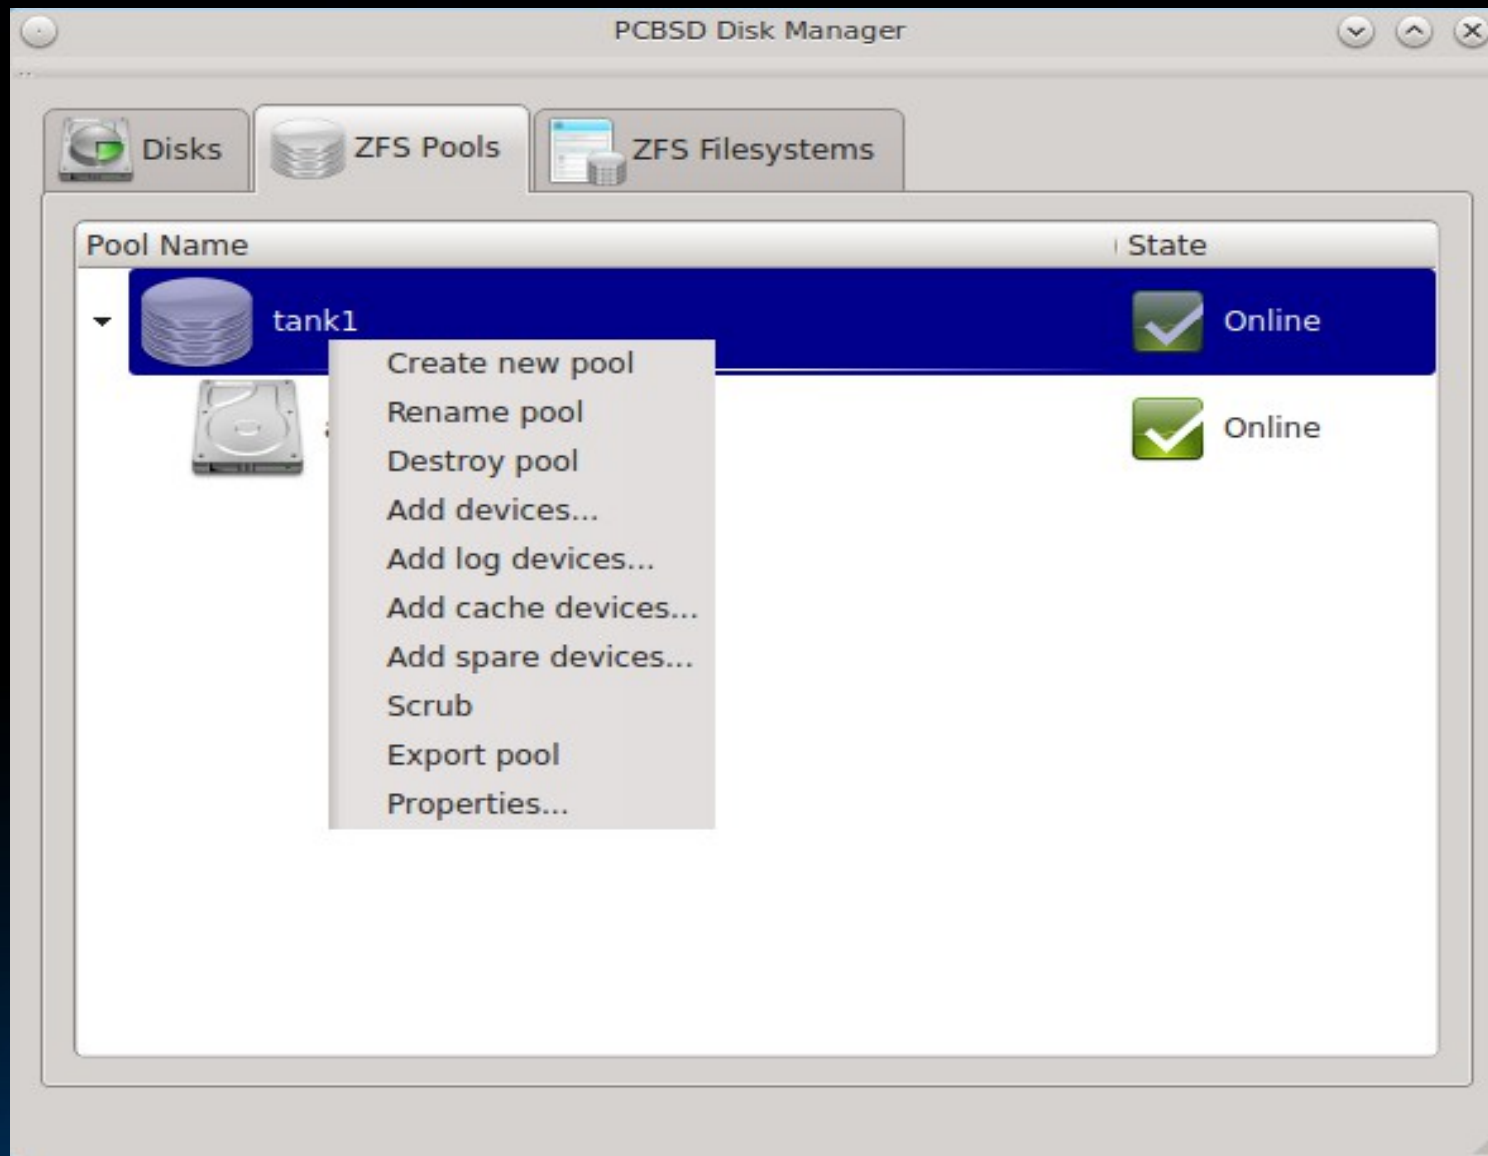 PCBSD Disk Manager
Disks
ZFS Pools
ZFS Filesystems
Pool Name
State
tank1
Online
Online
Create new pool
Rename pool
Destroy pool
Add devices...
Add log devices...
Add cache devices...
Add spare devices...
Scrub
Export pool
Properties...